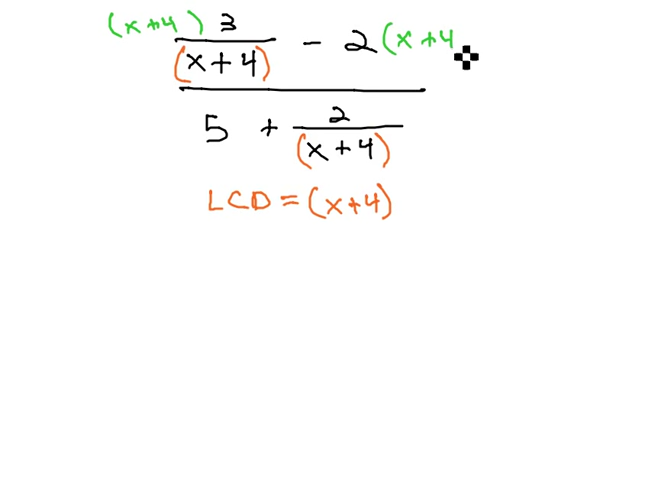 (x+4) 3
(x+4) - 2(x+4
5 + 2
(x+4)
LCD = (x+4)